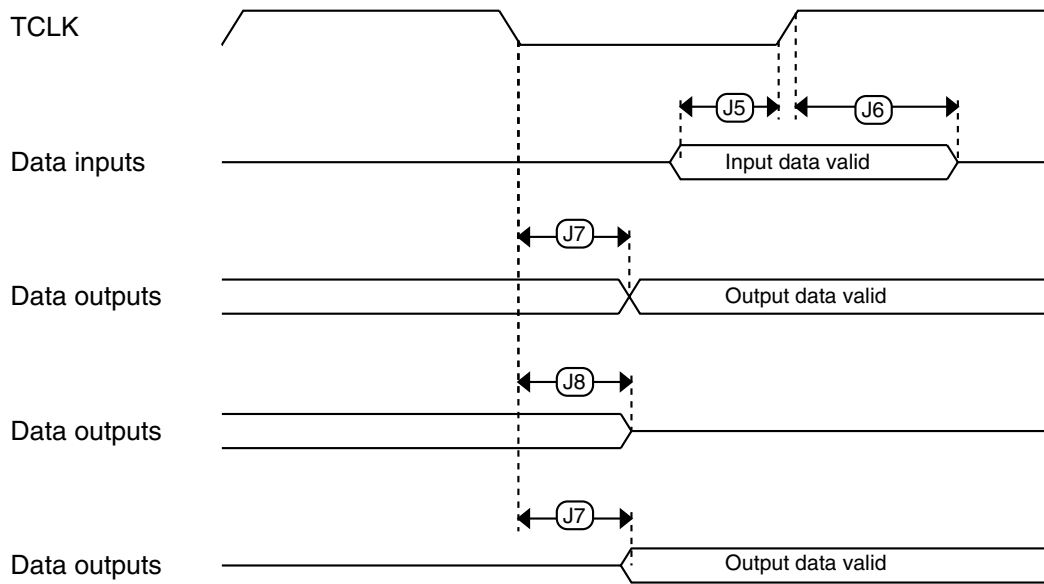 TCLK
J5
J6
Data inputs
Input data valid
J7
Data outputs
Output data valid
J8
Data outputs
J7
Data outputs
Output data valid